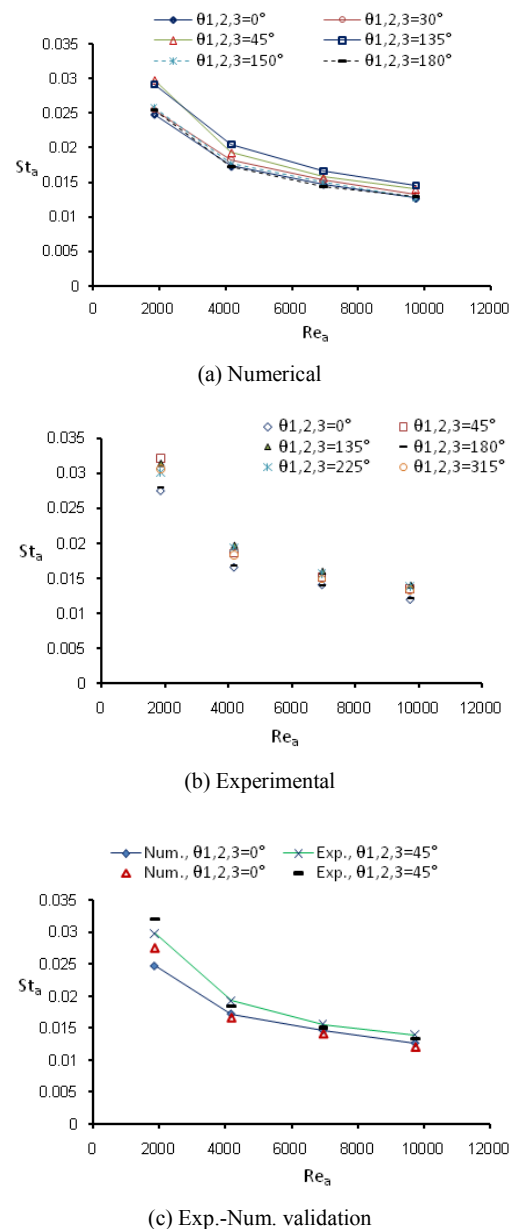 θ1,2,3=0° θ1,2,3=30°
θ1,2,3=45° θ1,2,3=135°
θ1,2,3=150° θ1,2,3=180°
0.035
0.03
0.025
0.02
0.015
0.01
0.005
0
St_a
0 2000 4000 6000 8000 10000 12000
Re_a
(a) Numerical
θ1,2,3=0° θ1,2,3=45°
θ1,2,3=135° θ1,2,3=180°
θ1,2,3=225° θ1,2,3=315°
0.035
0.03
0.025
0.02
0.015
0.01
0.005
0
St_a
0 2000 4000 6000 8000 10000 12000
Re_a
(b) Experimental
Num., θ1,2,3=0° Exp., θ1,2,3=45°
Num., θ1,2,3=0° Exp., θ1,2,3=45°
0.035
0.03
0.025
0.02
0.015
0.01
0.005
0
St_a
0 2000 4000 6000 8000 10000 12000
Re_a
(c) Exp.-Num. validation